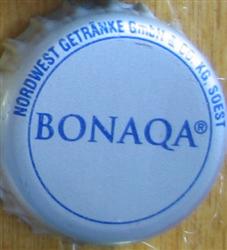 NORDWEST GETRÄNKE GmbH & CO. KG, SOEST
BONAQA®